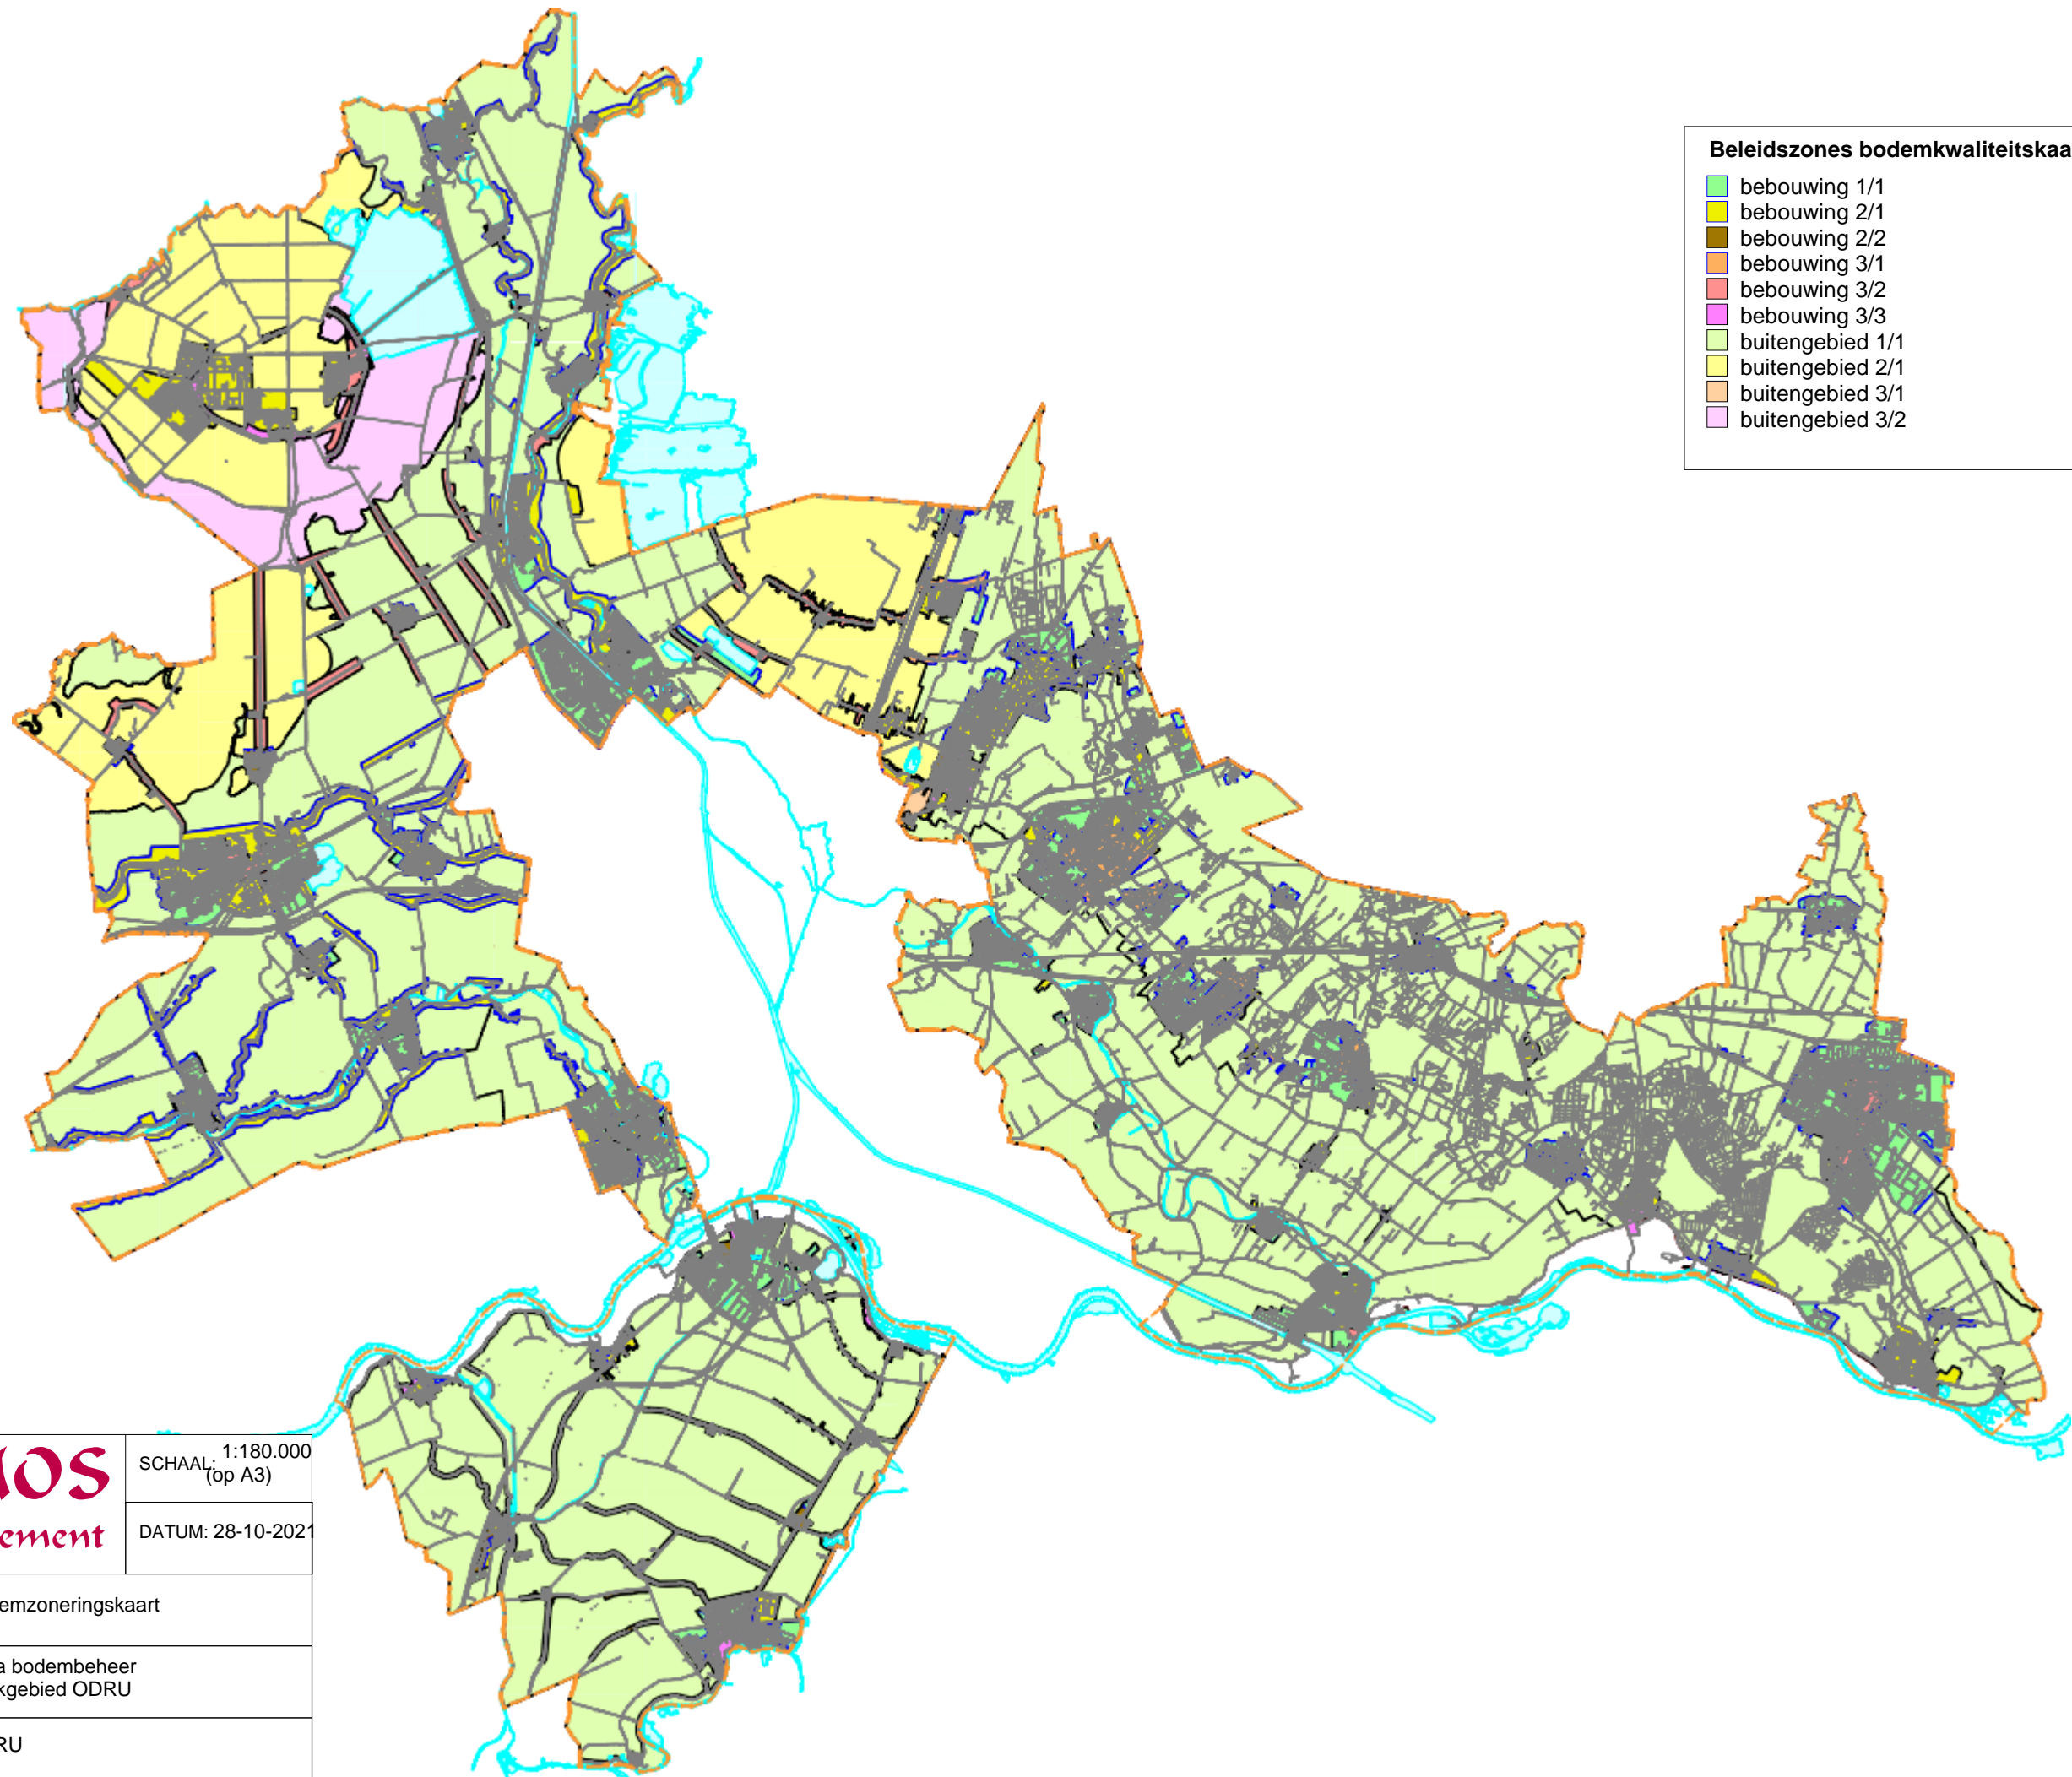 Beleidszones bodemkwaliteitskaa
bebouwing 1/1
bebouwing 2/1
bebouwing 2/2
bebouwing 3/1
bebouwing 3/2
bebouwing 3/3
buitengebied 1/1
buitengebied 2/1
buitengebied 3/1
buitengebied 3/2
SCHAAL: 1:180.000
(op A3)
ement
DATUM: 28-10-2021
emzoneringskaart
a bodembeheer
kgebied ODRU
RU